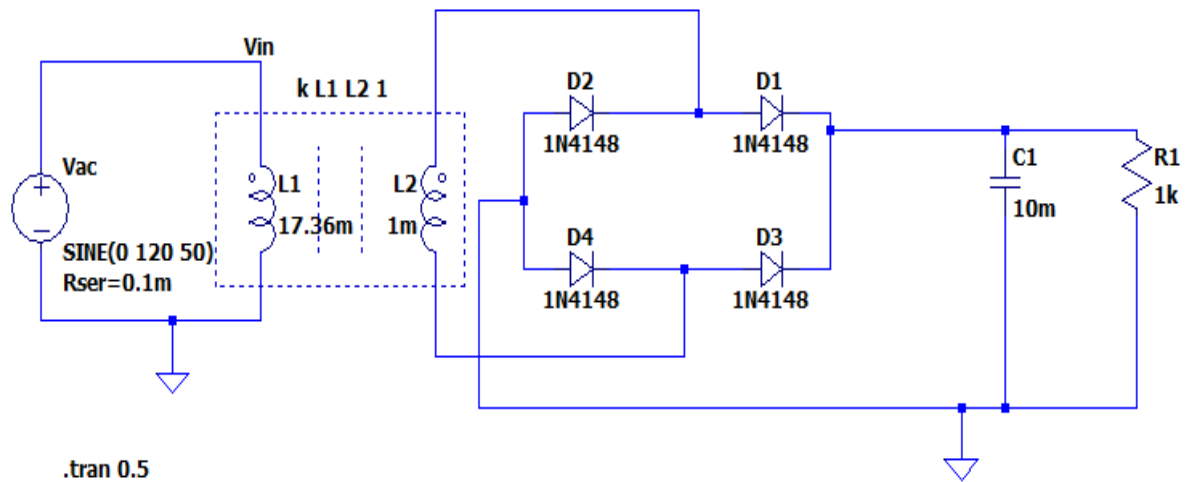 Vin
k L1 L2 1
D2
D1
1N4148
1N4148
Vac
L1
L2
17.36m
1m
C1
R1
10m
1k
SINE(0 120 50)
Rser=0.1m
D4
D3
1N4148
1N4148
.tran 0.5